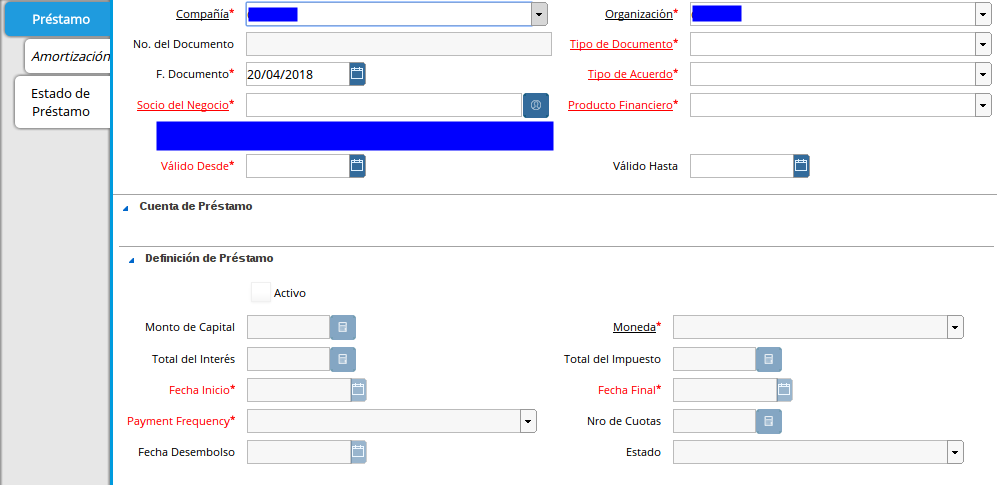 Préstamo
Amortización
Estado de
Préstamo
Compañía*
Organización*
No. del Documento
Tipo de Documento*
F. Documento* 20/04/2018
Tipo de Acuerdo*
Socio del Negocio*
Producto Financiero*
Válido Desde*
Válido Hasta
Cuenta de Préstamo
Definición de Préstamo
Activo
Monto de Capital
Moneda*
Total del Interés
Total del Impuesto
Fecha Inicio*
Fecha Final*
Payment Frequency*
Nro de Cuotas
Fecha Desembolso
Estado